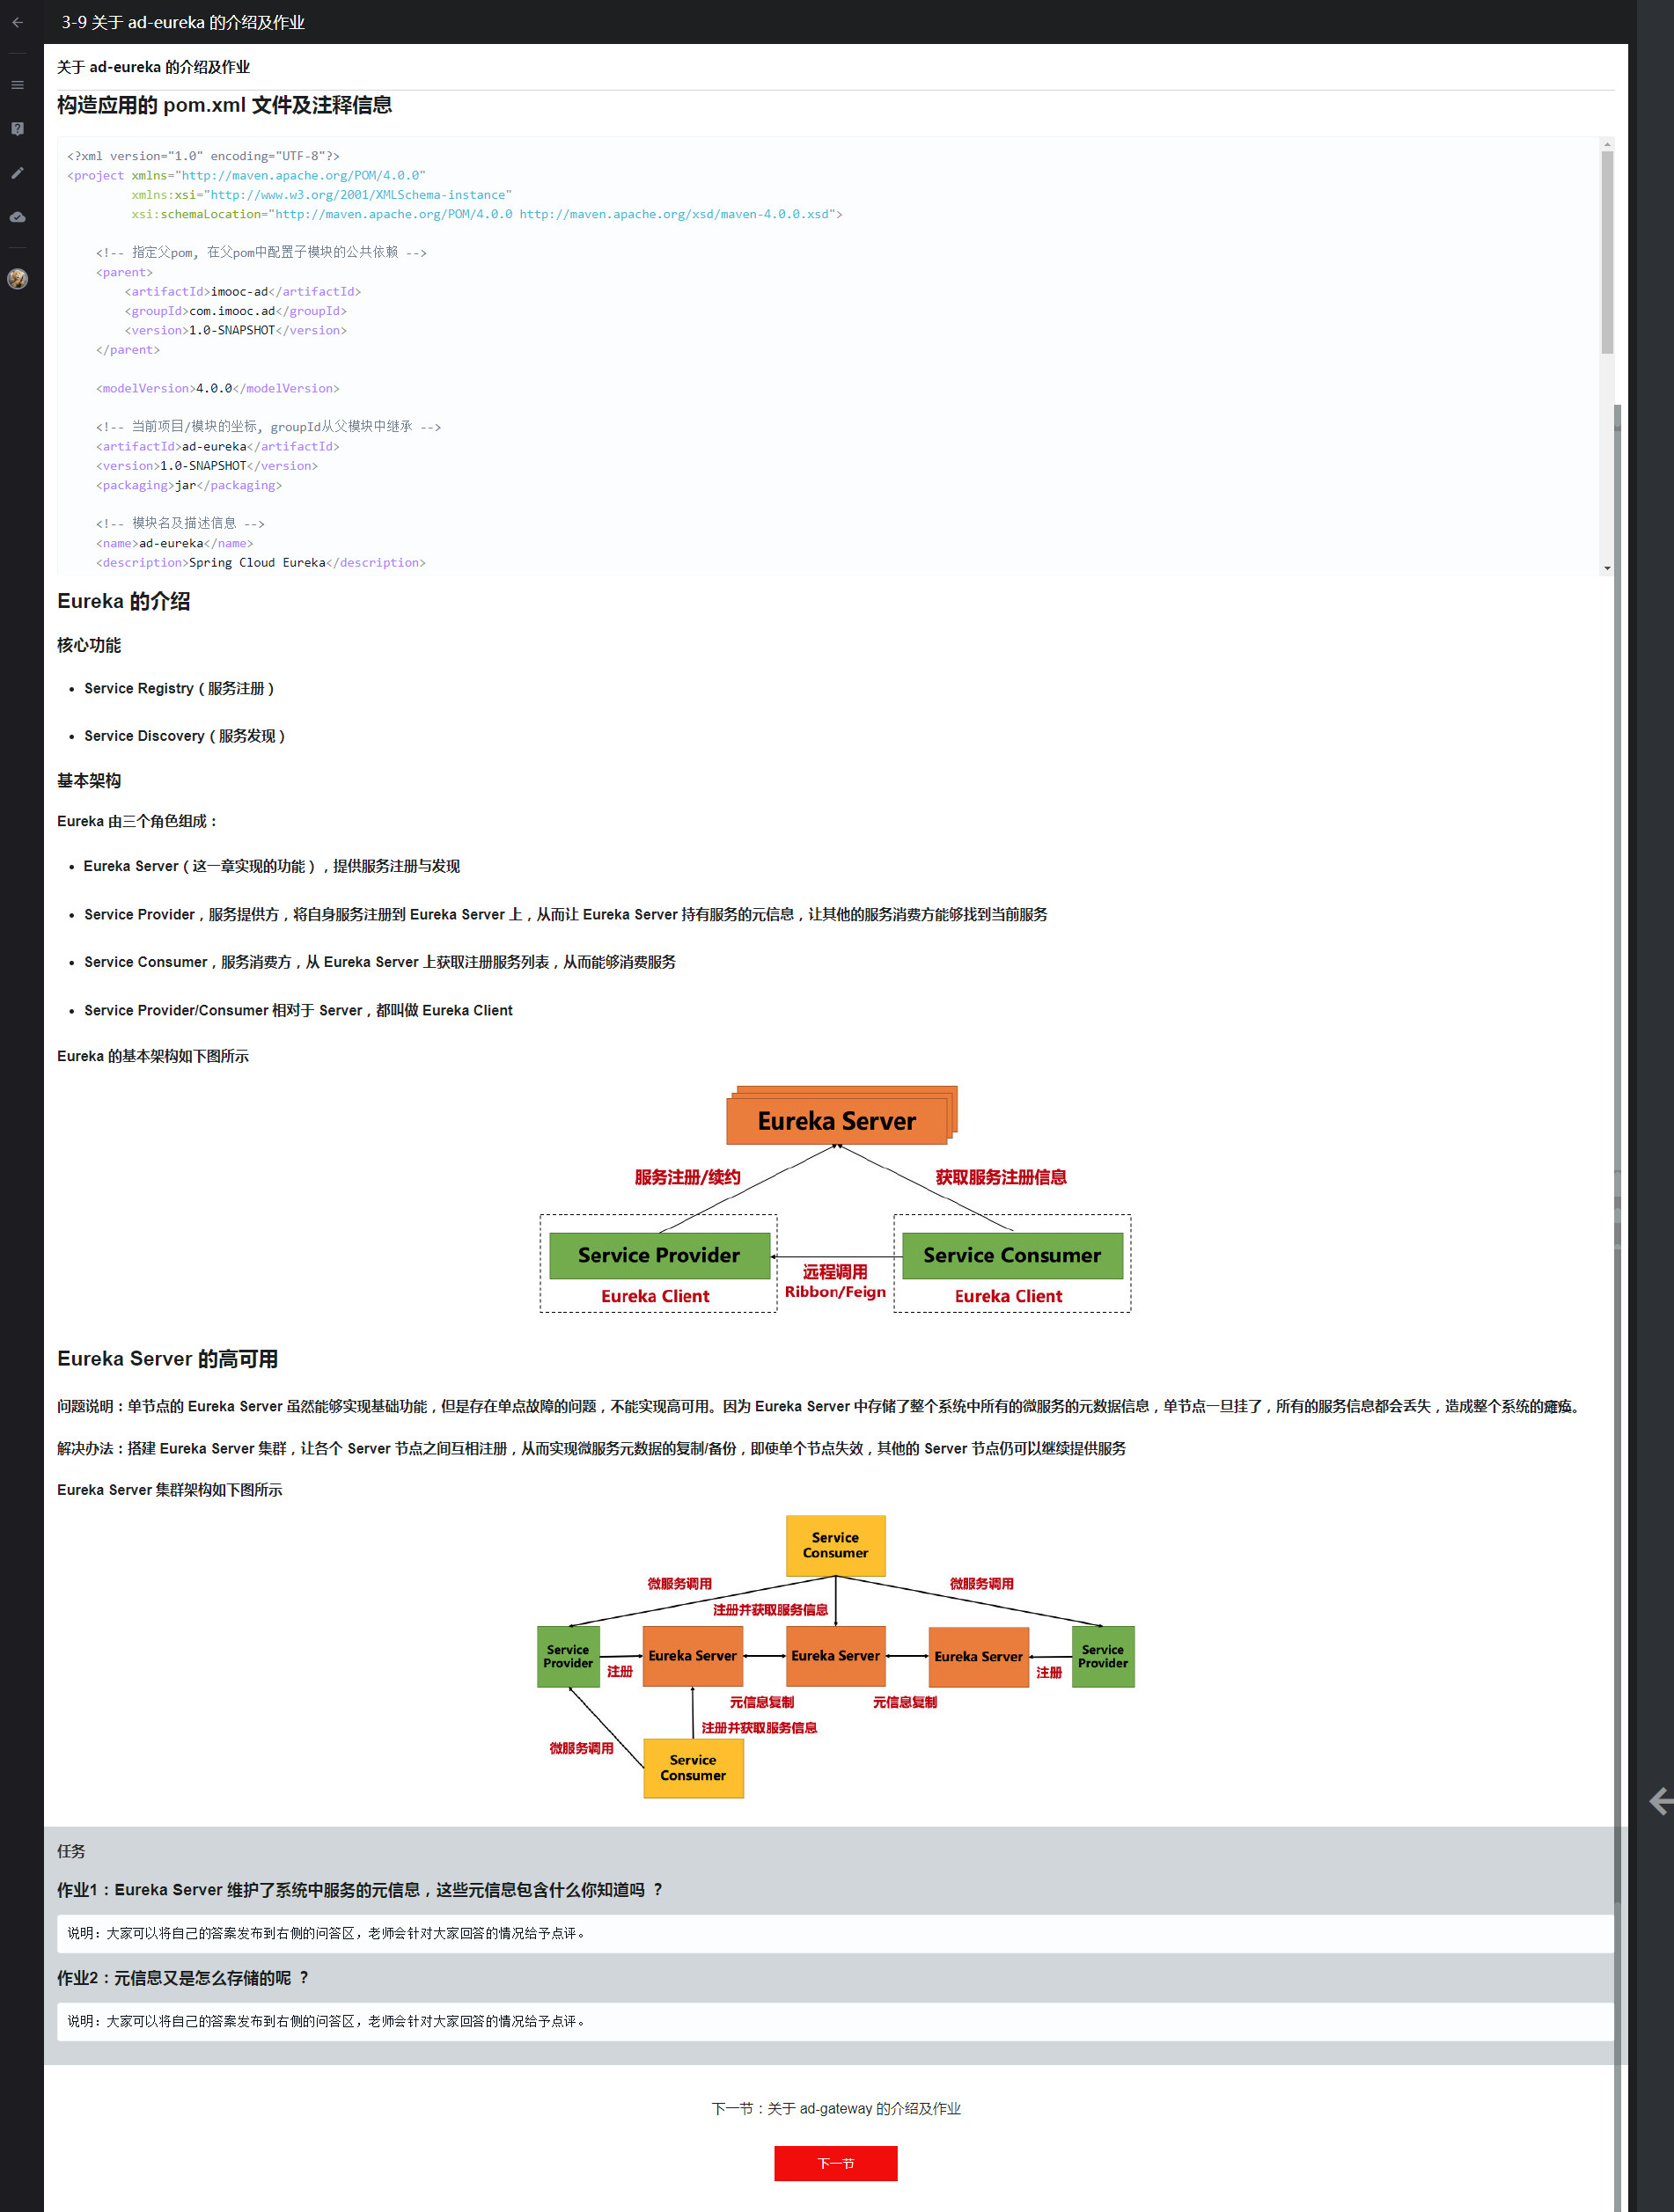 3-9 关于 ad-eureka 的介绍及作业
关于 ad-eureka 的介绍及作业
构造应用的 pom.xml 文件及注释信息
<?xml version="1.0" encoding="UTF-8"?>
<project xmlns="http://maven.apache.org/POM/4.0.0"
xmlns:xsi="http://www.w3.org/2001/XMLSchema-instance"
xsi:schemaLocation="http://maven.apache.org/POM/4.0.0 http://maven.apache.org/xsd/maven-4.0.0.xsd">
<!-- 指定父pom, 在父pom中配置子模块的公共依赖 -->
<parent>
<artifactId>imooc-ad</artifactId>
<groupId>com.imooc.ad</groupId>
<version>1.0-SNAPSHOT</version>
</parent>
<modelVersion>4.0.0</modelVersion>
<!-- 当前项目/模块的坐标, groupId从父模块中继承 -->
<artifactId>ad-eureka</artifactId>
<version>1.0-SNAPSHOT</version>
<packaging>jar</packaging>
<!-- 模块名及描述信息 -->
<name>ad-eureka</name>
<description>Spring Cloud Eureka</description>
Eureka 的介绍
核心功能
• Service Registry（服务注册）
• Service Discovery（服务发现）
基本架构
Eureka 由三个角色组成：
• Eureka Server（这一章实现的功能），提供服务注册与发现
• Service Provider，服务提供方，将自身服务注册到 Eureka Server 上，从而让 Eureka Server 持有服务的元信息，让其他的服务消费方能够找到当前服务
• Service Consumer，服务消费方，从 Eureka Server 上获取注册服务列表，从而能够消费服务
• Service Provider/Consumer 相对于 Server，都叫做 Eureka Client
Eureka 的基本架构如下图所示
Eureka Server
服务注册/续约
获取服务注册信息
Service Provider
Service Consumer
远程调用
Ribbon/Feign
Eureka Client
Eureka Client
Eureka Server 的高可用
问题说明：单节点的 Eureka Server 虽然能够实现基础功能，但是存在单点故障的问题，不能实现高可用。因为 Eureka Server 中存储了整个系统中所有的微服务的元数据信息，单节点一旦挂了，所有的服务信息都会丢失，造成整个系统的瘫痪。
解决办法：搭建 Eureka Server 集群，让各个 Server 节点之间互相注册，从而实现微服务元数据的复制/备份，即使单个节点失效，其他的 Server 节点仍可以继续提供服务
Eureka Server 集群架构如下图所示
Service
Consumer
微服务调用
微服务调用
注册并获取服务信息
Service
Provider
注册
Eureka Server
Eureka Server
Eureka Server
注册
Service
Provider
元信息复制
元信息复制
注册并获取服务信息
微服务调用
Service
Consumer
任务
作业1：Eureka Server 维护了系统中服务的元信息，这些元信息包含什么你知道吗 ？
说明: 大家可以将自己的答案发布到右侧的问答区, 老师会针对大家回答的情况给予点评。
作业2：元信息又是怎么存储的呢 ？
说明: 大家可以将自己的答案发布到右侧的问答区, 老师会针对大家回答的情况给予点评。
下一节：关于 ad-gateway 的介绍及作业
下一节